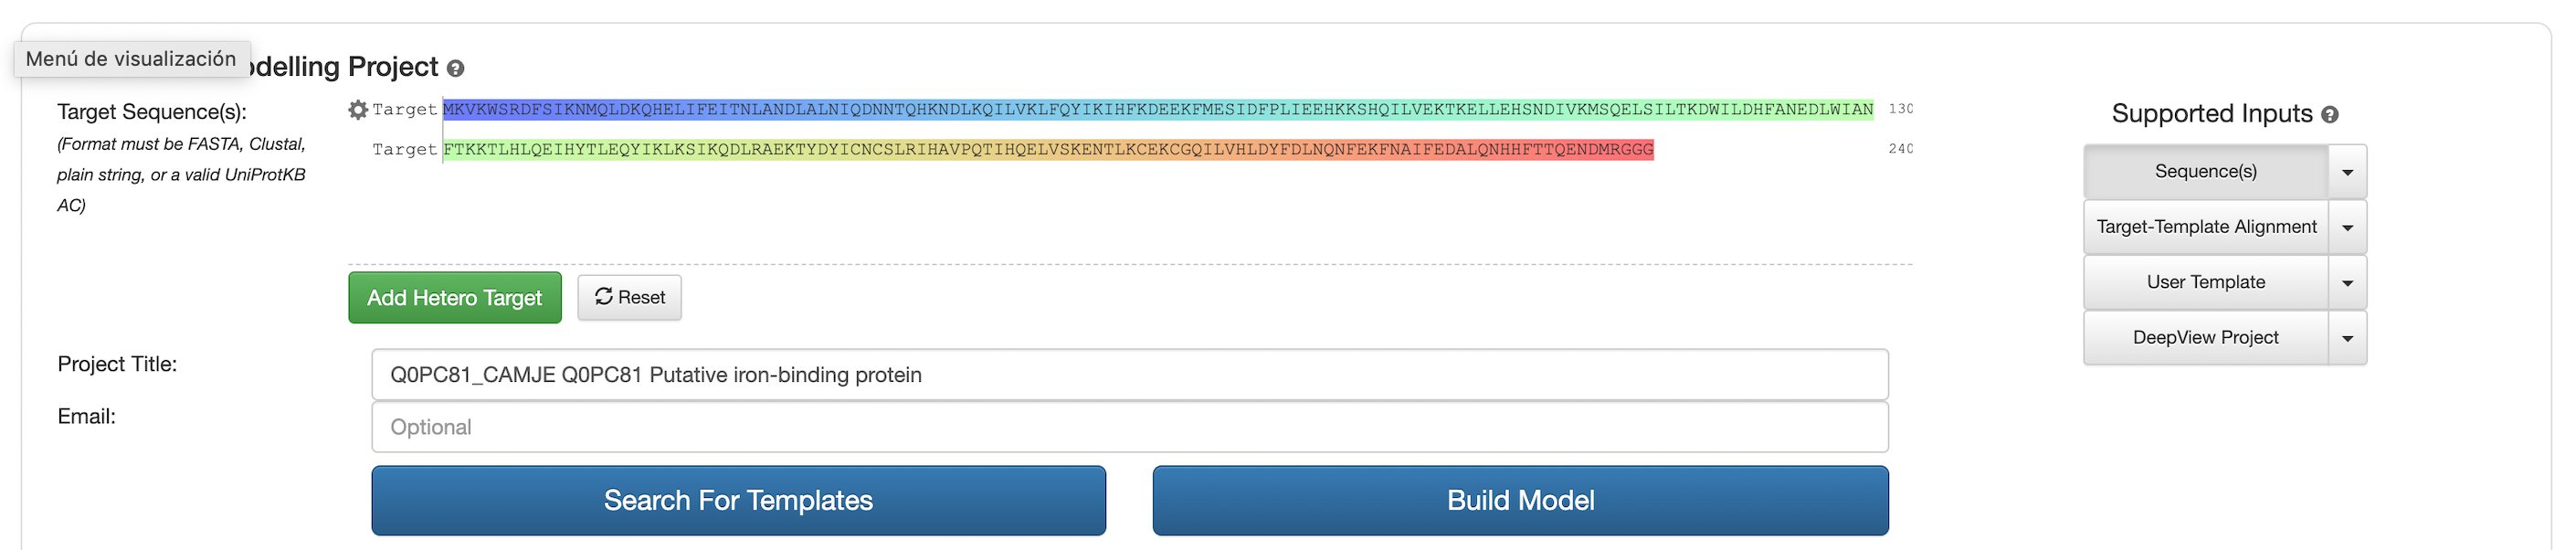 Menú de visualización
odelling Project
Target Sequence(s):
(Format must be FASTA, Clustal,
plain string, or a valid UniProtKB
AC)
Target MKVKWSRDFSIKNMQLDKQHELIFEITNLANDLALNIQDNNTQHKNDLKQILVKLFQYIKIHFKDEEKFMESIDFPLIEEHKKSHQILVEKTKELLEHSNDIVKMSQELSILTKDWILDHFANEDLWIAN 130
Target FTKKTLHLQEIHYTLEQYIKLKSIKQDLRAEKTYDYICNCSLRIHAVPQTIHQELVSKENTLKCEKCGQILVHLDYFDLNQNFEKFNAIFEDALQNHHFTTQENDMRGGG 240
Add Hetero Target
Reset
Project Title:
Q0PC81_CAMJE Q0PC81 Putative iron-binding protein
Email:
Optional
Search For Templates
Build Model
Supported Inputs
Sequence(s)
Target-Template Alignment
User Template
DeepView Project